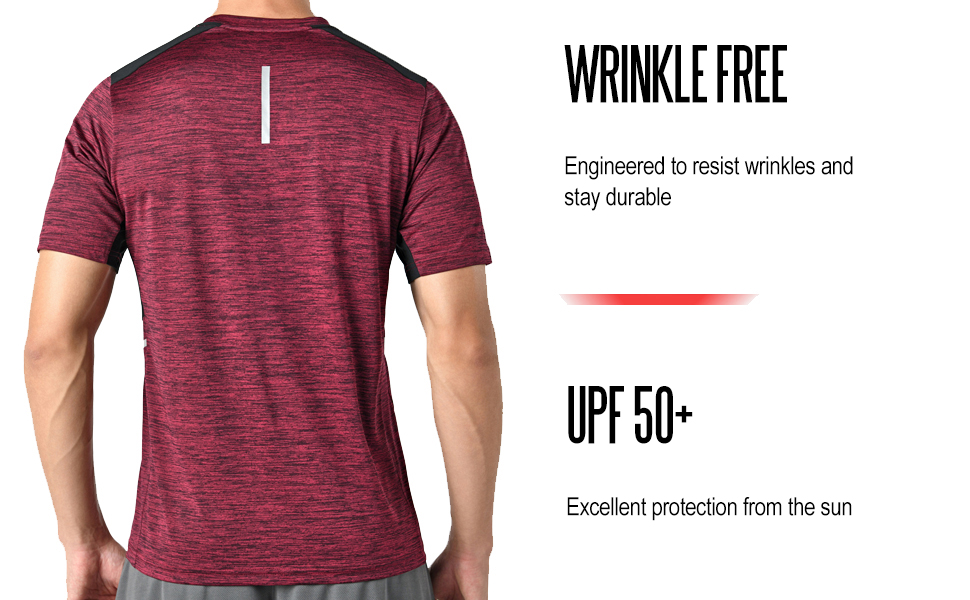 WRINKLE FREE
Engineered to resist wrinkles and
stay durable
UPF 50+
Excellent protection from the sun